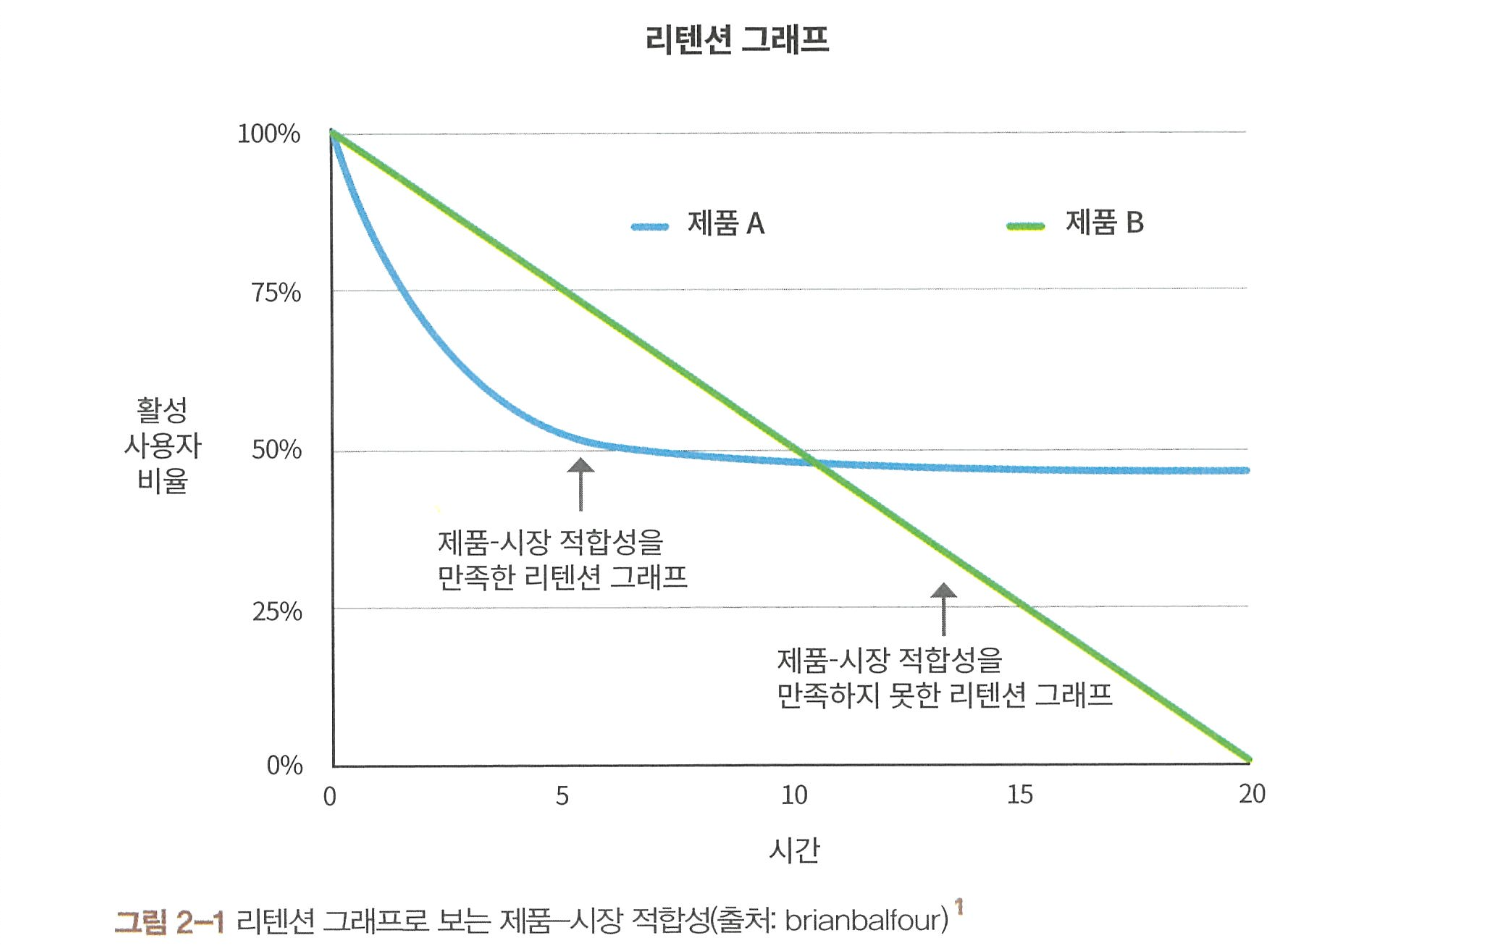 리텐션 그래프
100%
제품 A
제품 B
75%
활성
사용자
비율
50%
제품-시장 적합성을
만족한 리텐션 그래프
25%
제품-시장 적합성을
만족하지 못한 리텐션 그래프
0%
0 5 10 15 20
시간
그림 2-1 리텐션 그래프로 보는 제품-시장 적합성(출처: brianbalfour) 1